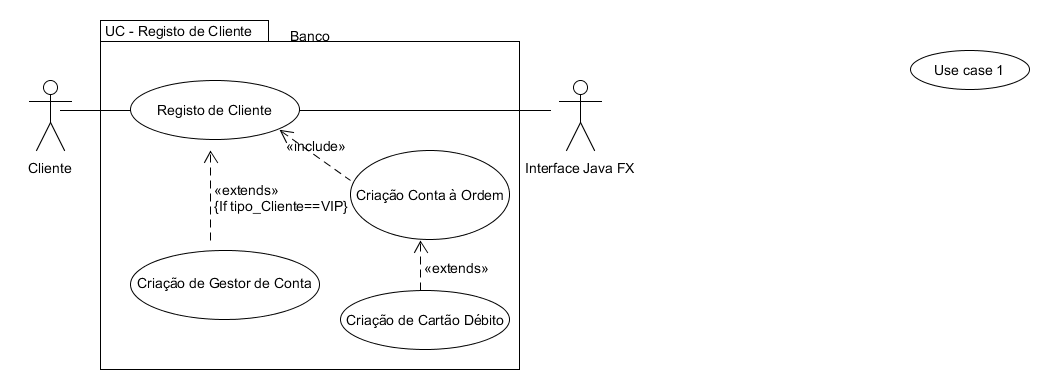 UC - Registo de Cliente
Banco
Use case 1
Registo de Cliente
«include»
Cliente
Interface Java FX
«extends»
{If tipo_Cliente==VIP}
Criação Conta à Ordem
«extends»
Criação de Gestor de Conta
Criação de Cartão Débito